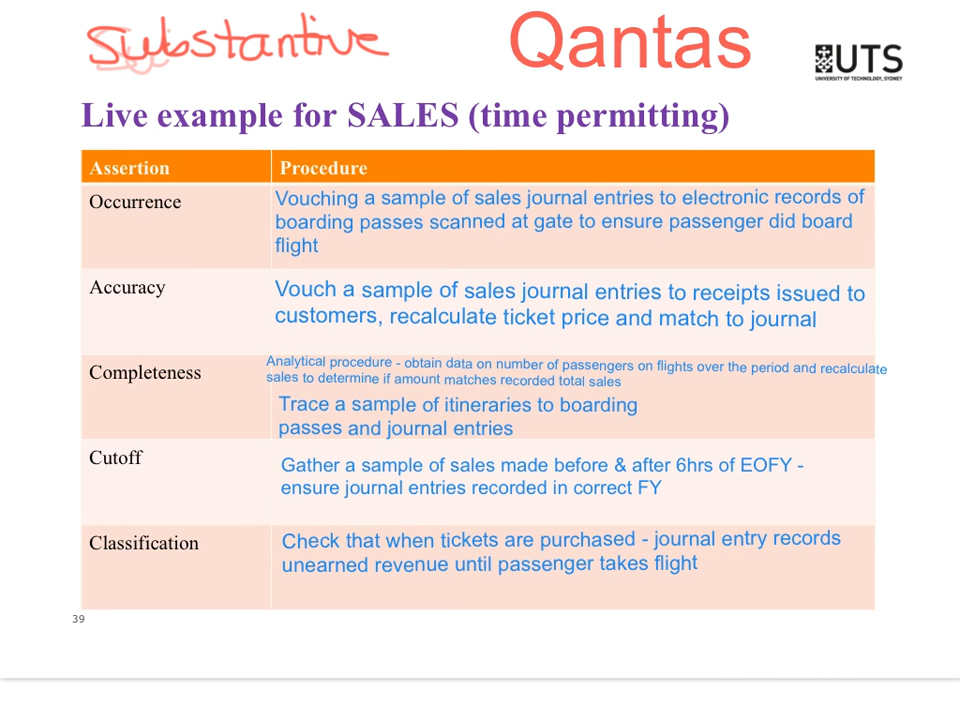 Substantive
Qantas
UTS
UNIVERSITY OF TECHNOLOGY, SYDNEY
Live example for SALES (time permitting)
Assertion
Procedure
Occurrence
Vouching a sample of sales journal entries to electronic records of
boarding passes scanned at gate to ensure passenger did board
flight
Accuracy
Vouch a sample of sales journal entries to receipts issued to
customers, recalculate ticket price and match to journal
Completeness
Analytical procedure - obtain data on number of passengers on flights over the period and recalculate
sales to determine if amount matches recorded total sales
Trace a sample of itineraries to boarding
passes and journal entries
Cutoff
Gather a sample of sales made before & after 6hrs of EOFY -
ensure journal entries recorded in correct FY
Classification
Check that when tickets are purchased - journal entry records
unearned revenue until passenger takes flight
39